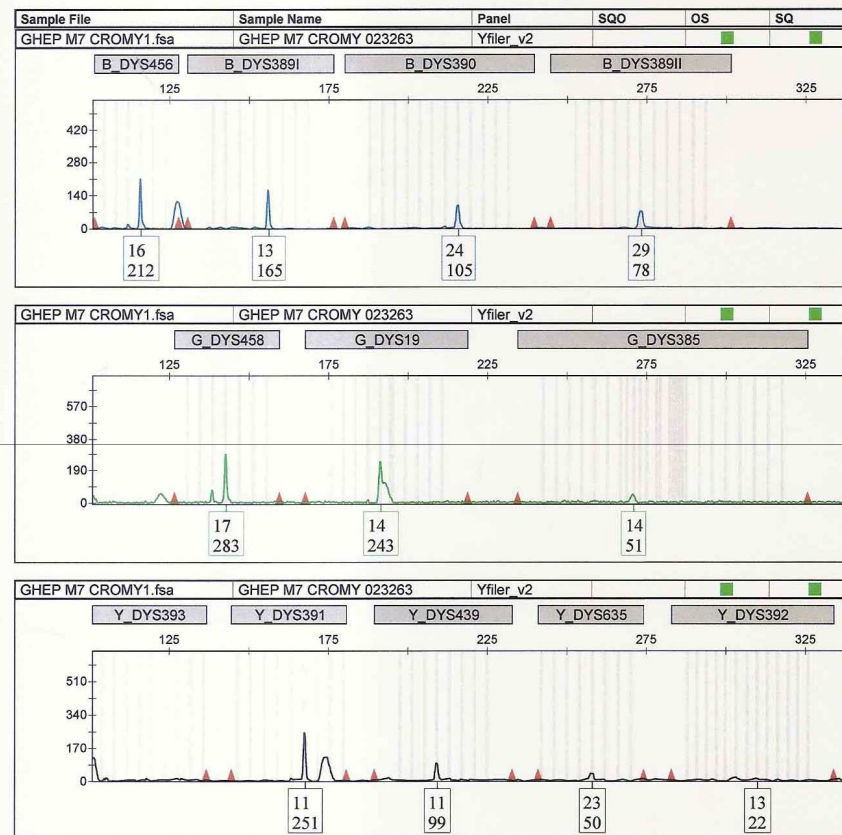 Sample File Sample Name Panel SQO OS SQ
GHEP M7 CROMY1.fsa GHEP M7 CROMY 023263 Yfiler_v2
B_DYS456 B_DYS389I B_DYS390 B_DYS389II
125 175 225 275 325
420
280
140
0
16 13 24 29
212 165 105 78
GHEP M7 CROMY1.fsa GHEP M7 CROMY 023263 Yfiler_v2
G_DYS458 G_DYS19 G_DYS385
125 175 225 275 325
570
380
190
0
17 14 14
283 243 51
GHEP M7 CROMY1.fsa GHEP M7 CROMY 023263 Yfiler_v2
Y_DYS393 Y_DYS391 Y_DYS439 Y_DYS635 Y_DYS392
125 175 225 275 325
510
340
170
0
11 11 23 13
251 99 50 22